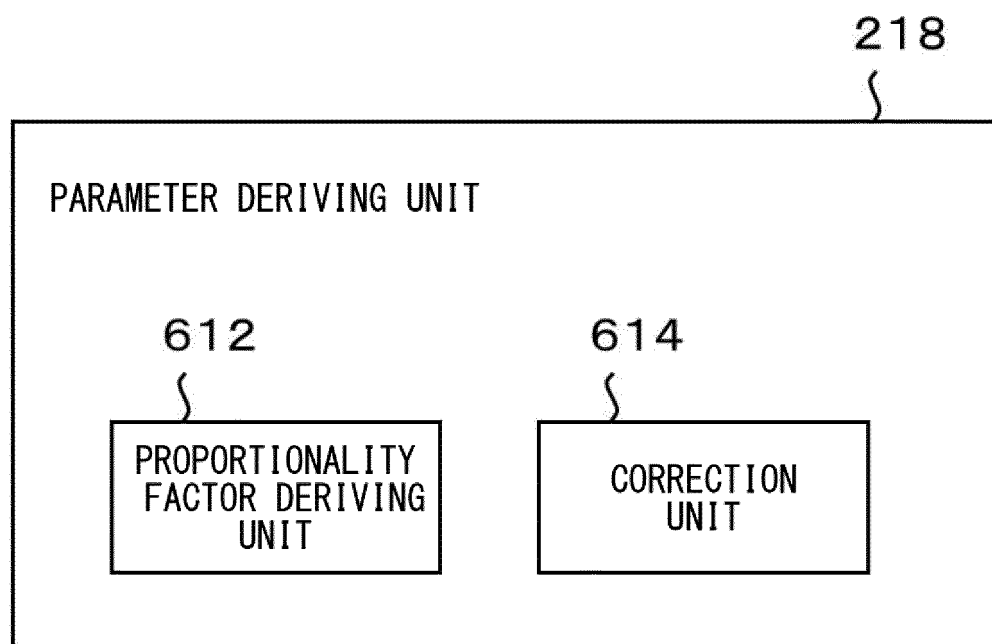 218
PARAMETER DERIVING UNIT
612
614
PROPORTIONALITY
FACTOR DERIVING
UNIT
CORRECTION
UNIT